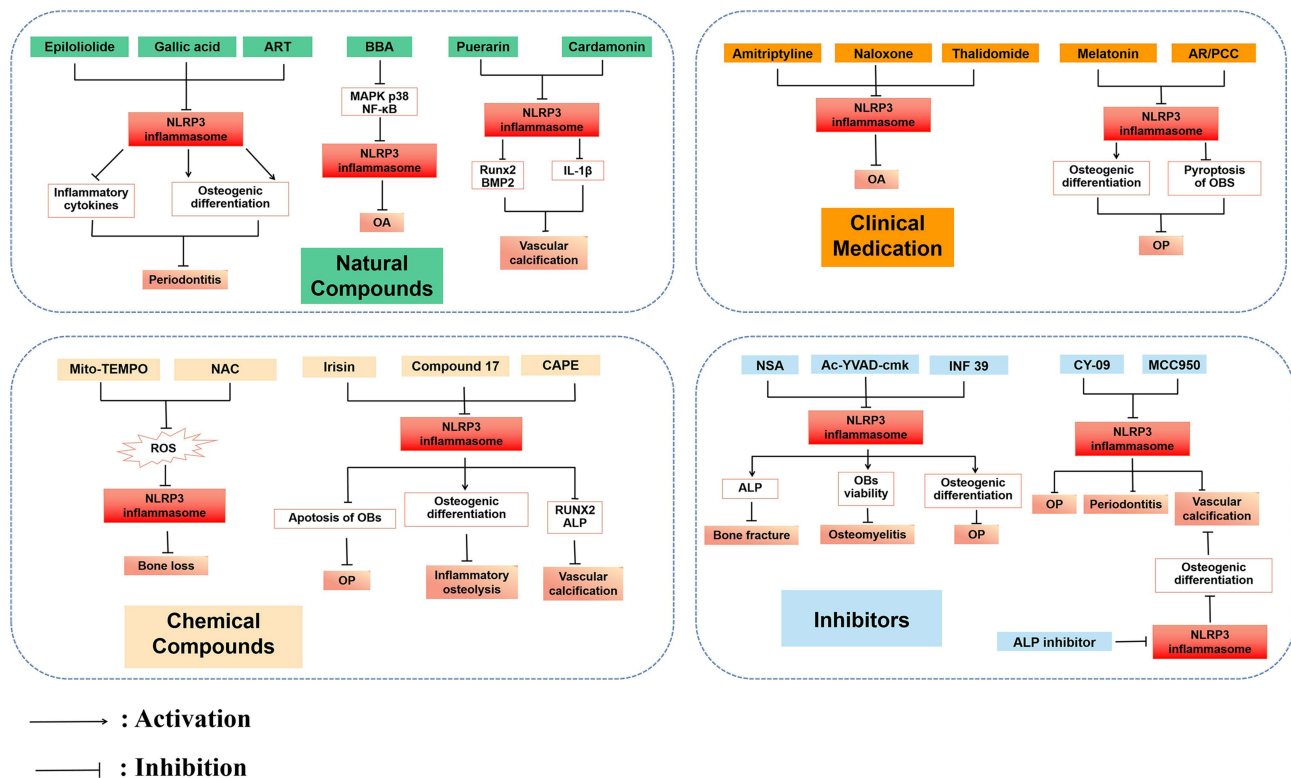 Epiloliolide
Gallic acid
ART
NLRP3
inflammasome
Inflammatory
cytokines
Osteogenic
differentiation
Periodontitis
BBA
MAPK p38
NF-κB
NLRP3
inflammasome
OA
Puerarin
Cardamonin
NLRP3
inflammasome
Runx2
BMP2
IL-1β
Vascular
calcification
Natural
Compounds
Amitriptyline
Naloxone
Thalidomide
NLRP3
inflammasome
OA
Melatonin
AR/PCC
NLRP3
inflammasome
Osteogenic
differentiation
Pyroptosis
of OBS
OP
Clinical
Medication
Mito-TEMPO
NAC
ROS
NLRP3
inflammasome
Bone loss
Irisin
Compound 17
CAPE
NLRP3
inflammasome
Apotosis of OBs
Osteogenic
differentiation
RUNX2
ALP
OP
Inflammatory
osteolysis
Vascular
calcification
Chemical
Compounds
NSA
Ac-YVAD-cmk
INF 39
NLRP3
inflammasome
ALP
OBs
viability
Osteogenic
differentiation
Bone fracture
Osteomyelitis
OP
CY-09
MCC950
NLRP3
inflammasome
OP
Periodontitis
Vascular
calcification
Osteogenic
differentiation
ALP inhibitor
NLRP3
inflammasome
Inhibitors
: Activation
: Inhibition